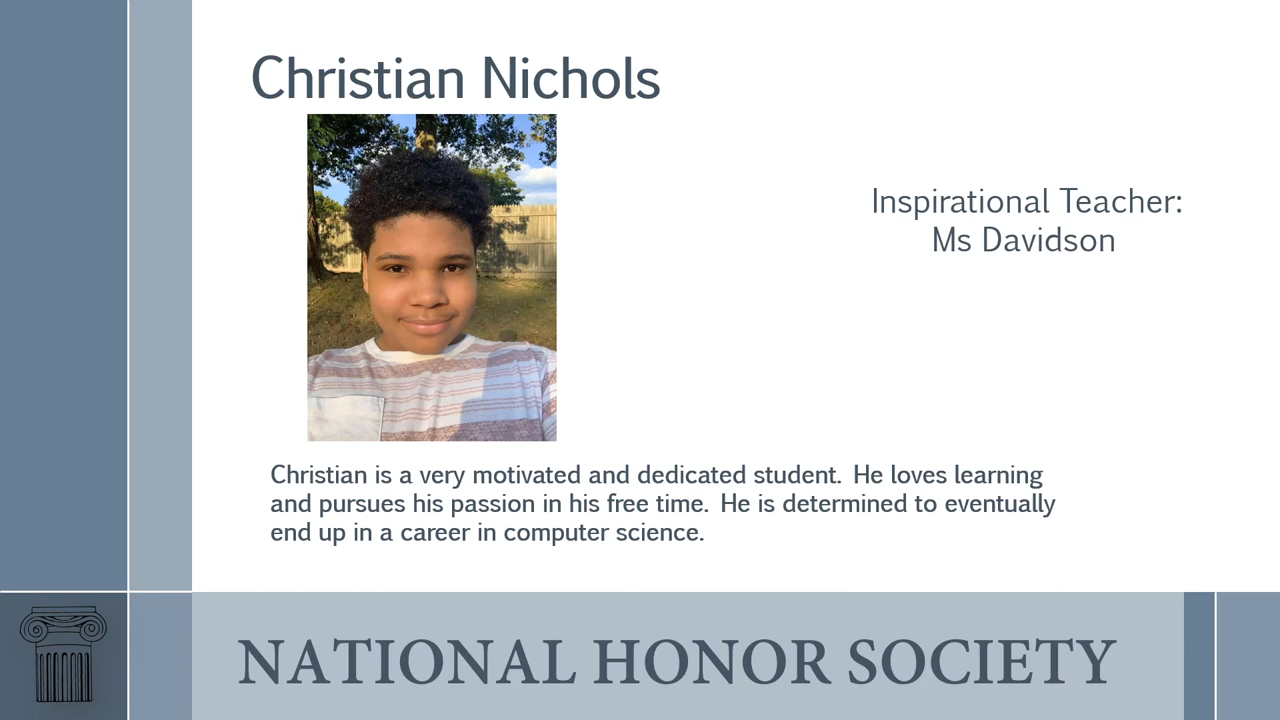 Christian Nichols
Inspirational Teacher:
Ms Davidson
Christian is a very motivated and dedicated student. He loves learning
and pursues his passion in his free time. He is determined to eventually
end up in a career in computer science.
NATIONAL HONOR SOCIETY